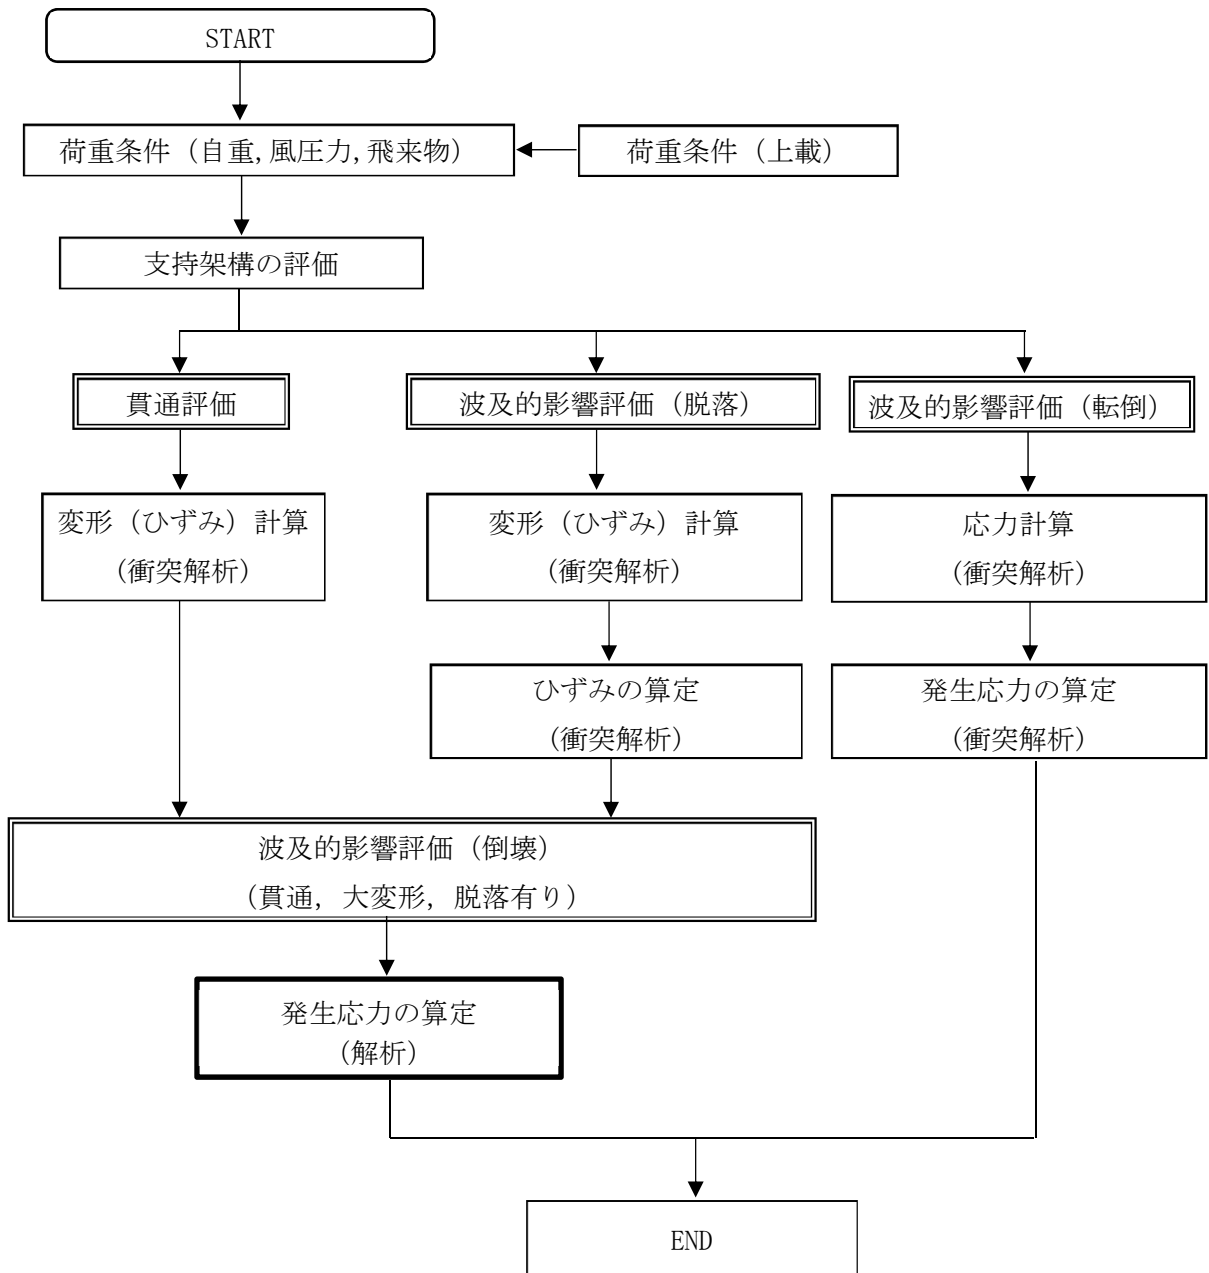 START
荷重条件（自重,風圧力,飛来物）
荷重条件（上載）
支持架構の評価
貫通評価
波及的影響評価（脱落）
波及的影響評価（転倒）
変形（ひずみ）計算
（衝突解析）
変形（ひずみ）計算
（衝突解析）
応力計算
（衝突解析）
ひずみの算定
（衝突解析）
発生応力の算定
（衝突解析）
波及的影響評価（倒壊）
（貫通，大変形，脱落有り）
発生応力の算定
（解析）
END